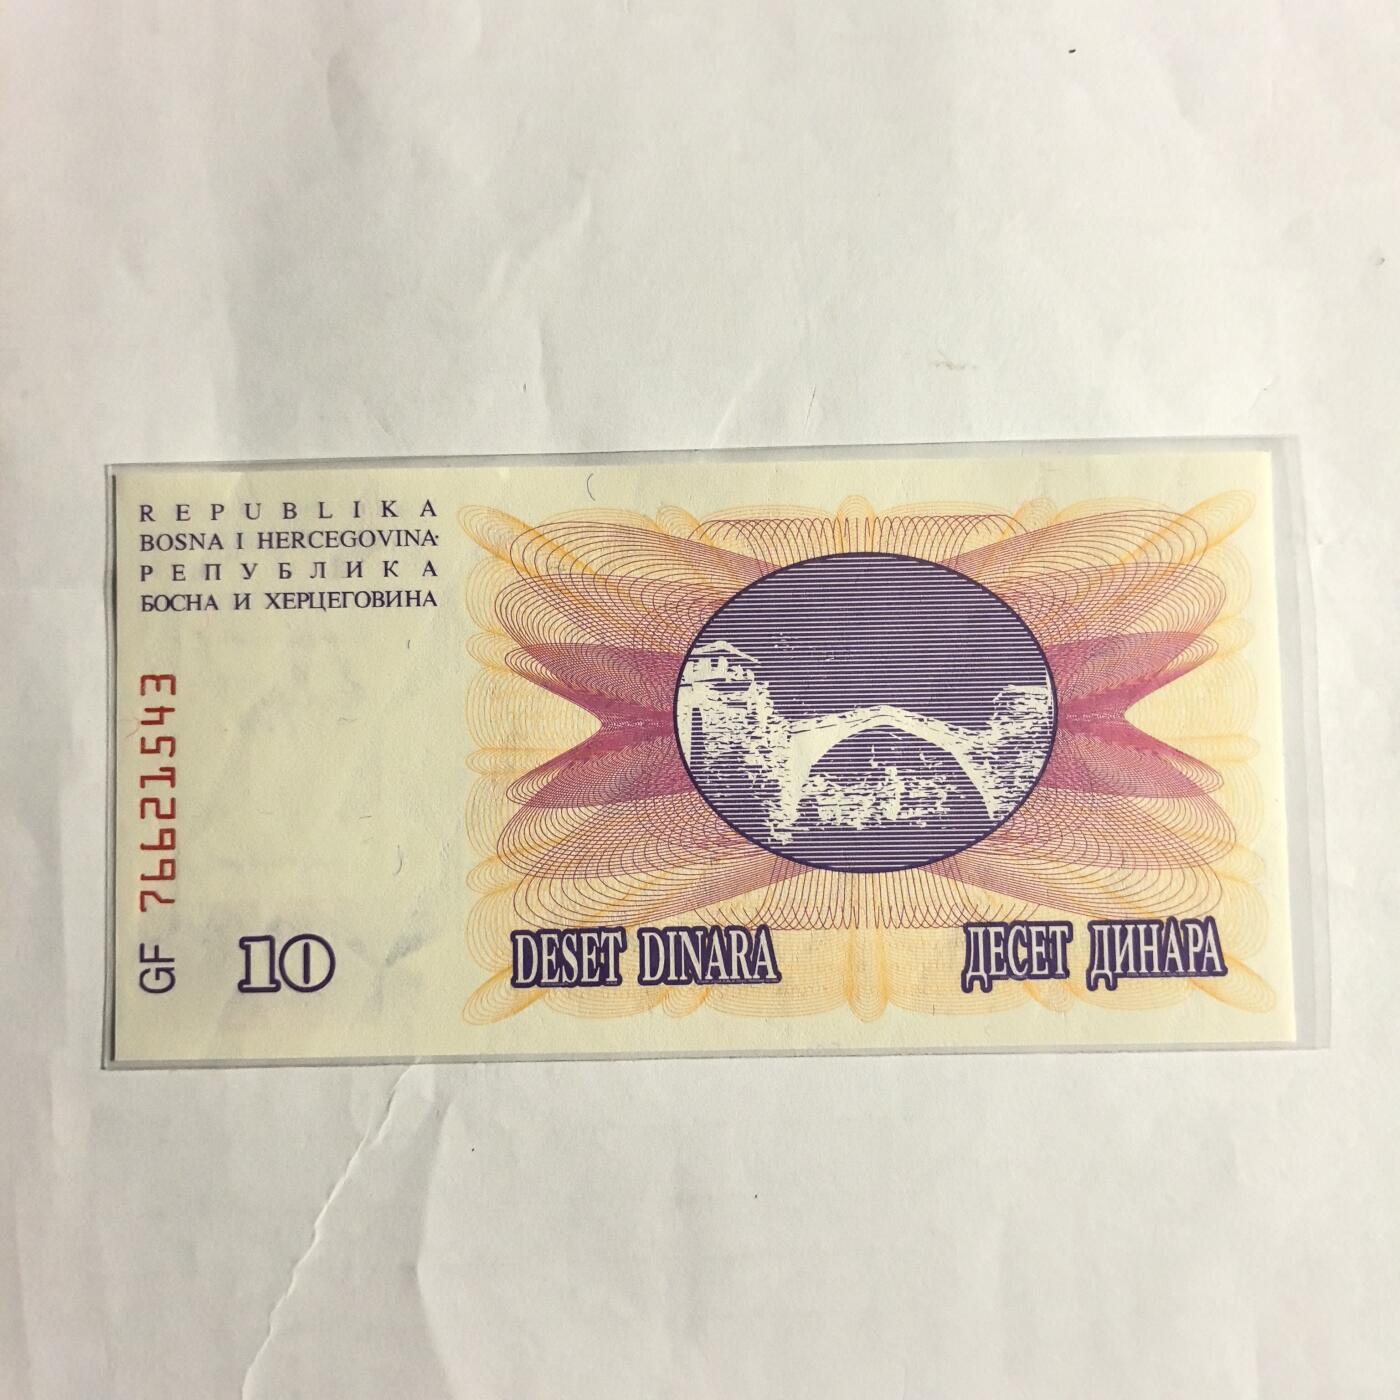 REPUBLIKA
BOSNA I HERCEGOVINA
РЕПУБЛИКА
БОСНА И ХЕРЦЕГОВИНА
GF 76621543
10
DESET DINARA
ДЕСЕТ ДИНАРА